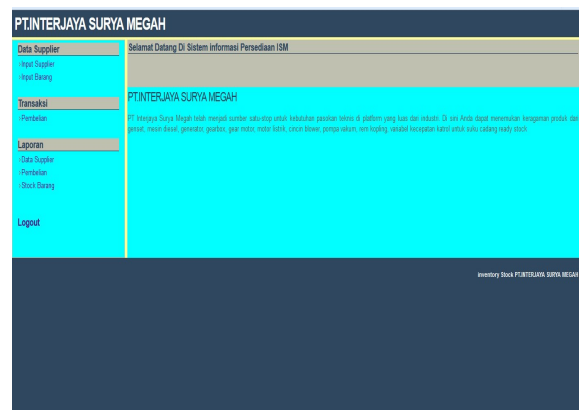 PT.INTERJAYA SURYA MEGAH
Data Supplier
›Input Supplier
›Input Barang
Transaksi
›Pembelian
Laporan
›Data Supplier
›Pembelian
›Stock Barang
Logout
Selamat Datang Di Sistem informasi Persediaan ISM
PT.INTERJAYA SURYA MEGAH
PT Interjaya Surya Megah telah menjadi sumber satu-stop untuk kebutuhan pasokan teknis di platform yang luas dari industri. Di sini Anda dapat menemukan keragaman produk dari
genset, mesin diesel, generator, gearbox, gear motor, motor listrik, cincin blower, pompa vakum, rem kopling, variabel kecepatan katrol untuk suku cadang ready stock
Inventory Stock PT.INTERJAYA SURYA MEGAH